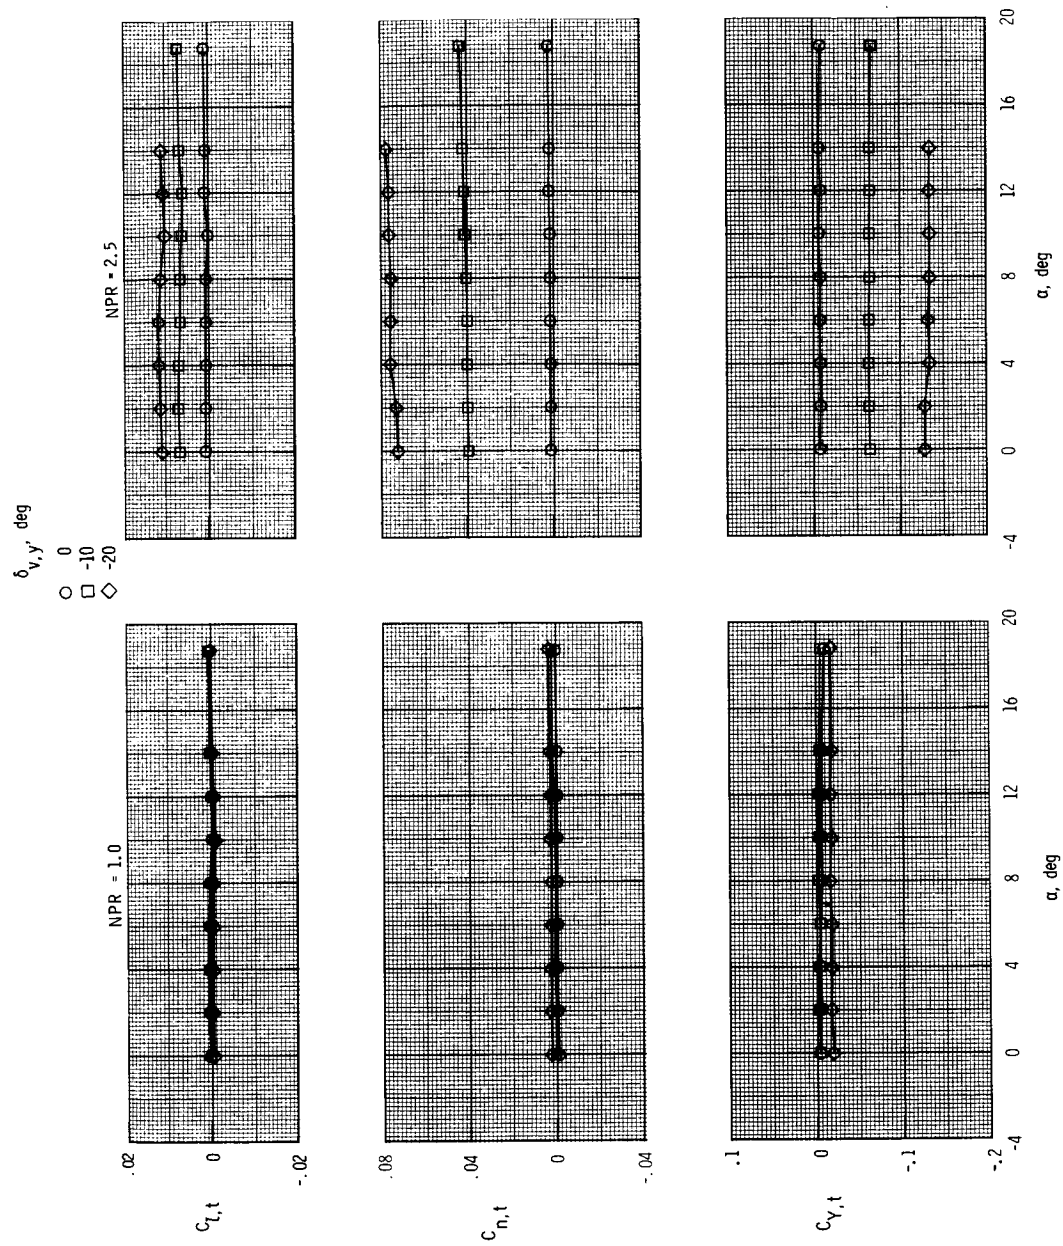 δv,y, deg
○ 0
□ -10
◇ -20
NPR = 1.0
NPR = 2.5
Cl,t
.02
0
-.02
Cn,t
.08
.04
0
-.04
CY,t
.1
0
-.1
-.2
-4 0 4 8 12 16 20
α, deg
-4 0 4 8 12 16 20
α, deg